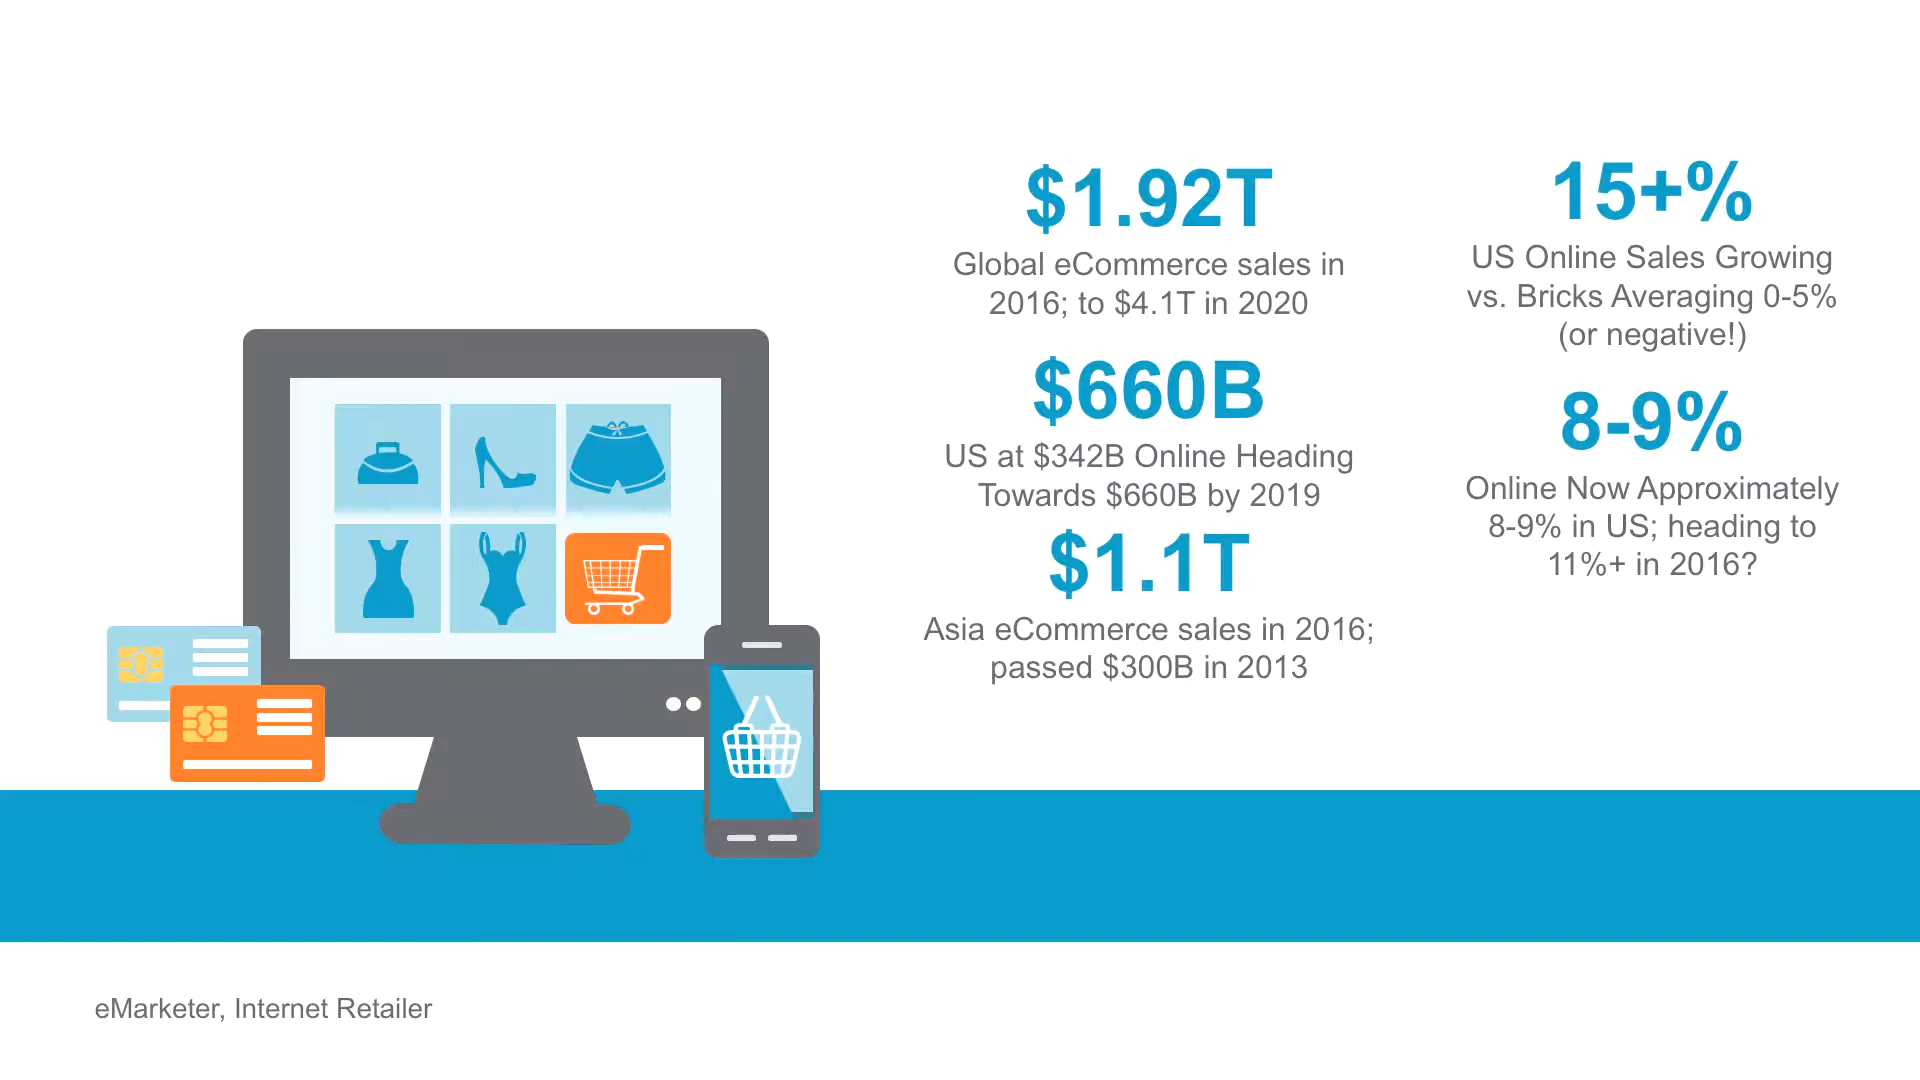 $1.92T
Global eCommerce sales in
2016; to $4.1T in 2020
$660B
US at $342B Online Heading
Towards $660B by 2019
$1.1T
Asia eCommerce sales in 2016;
passed $300B in 2013
15+%
US Online Sales Growing
vs. Bricks Averaging 0-5%
(or negative!)
8-9%
Online Now Approximately
8-9% in US; heading to
11%+ in 2016?
eMarketer, Internet Retailer